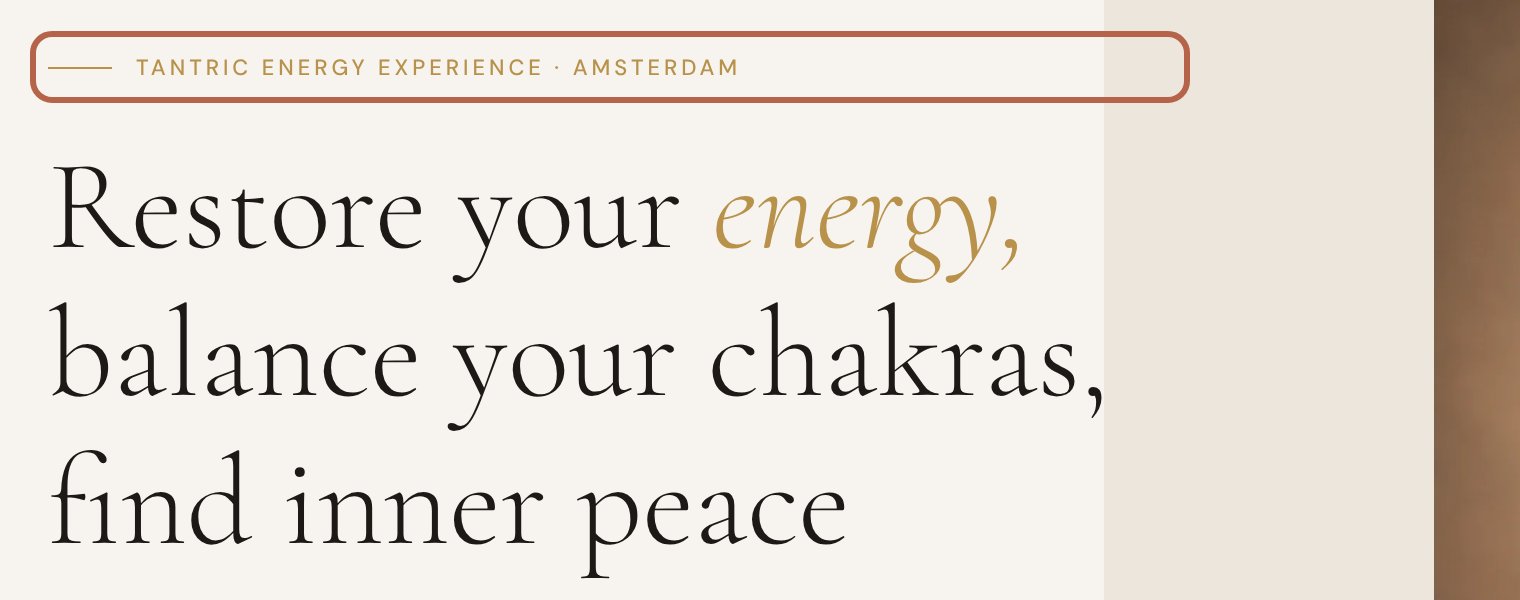 TANTRIC ENERGY EXPERIENCE · AMSTERDAM
Restore your energy,
balance your chakras,
find inner peace